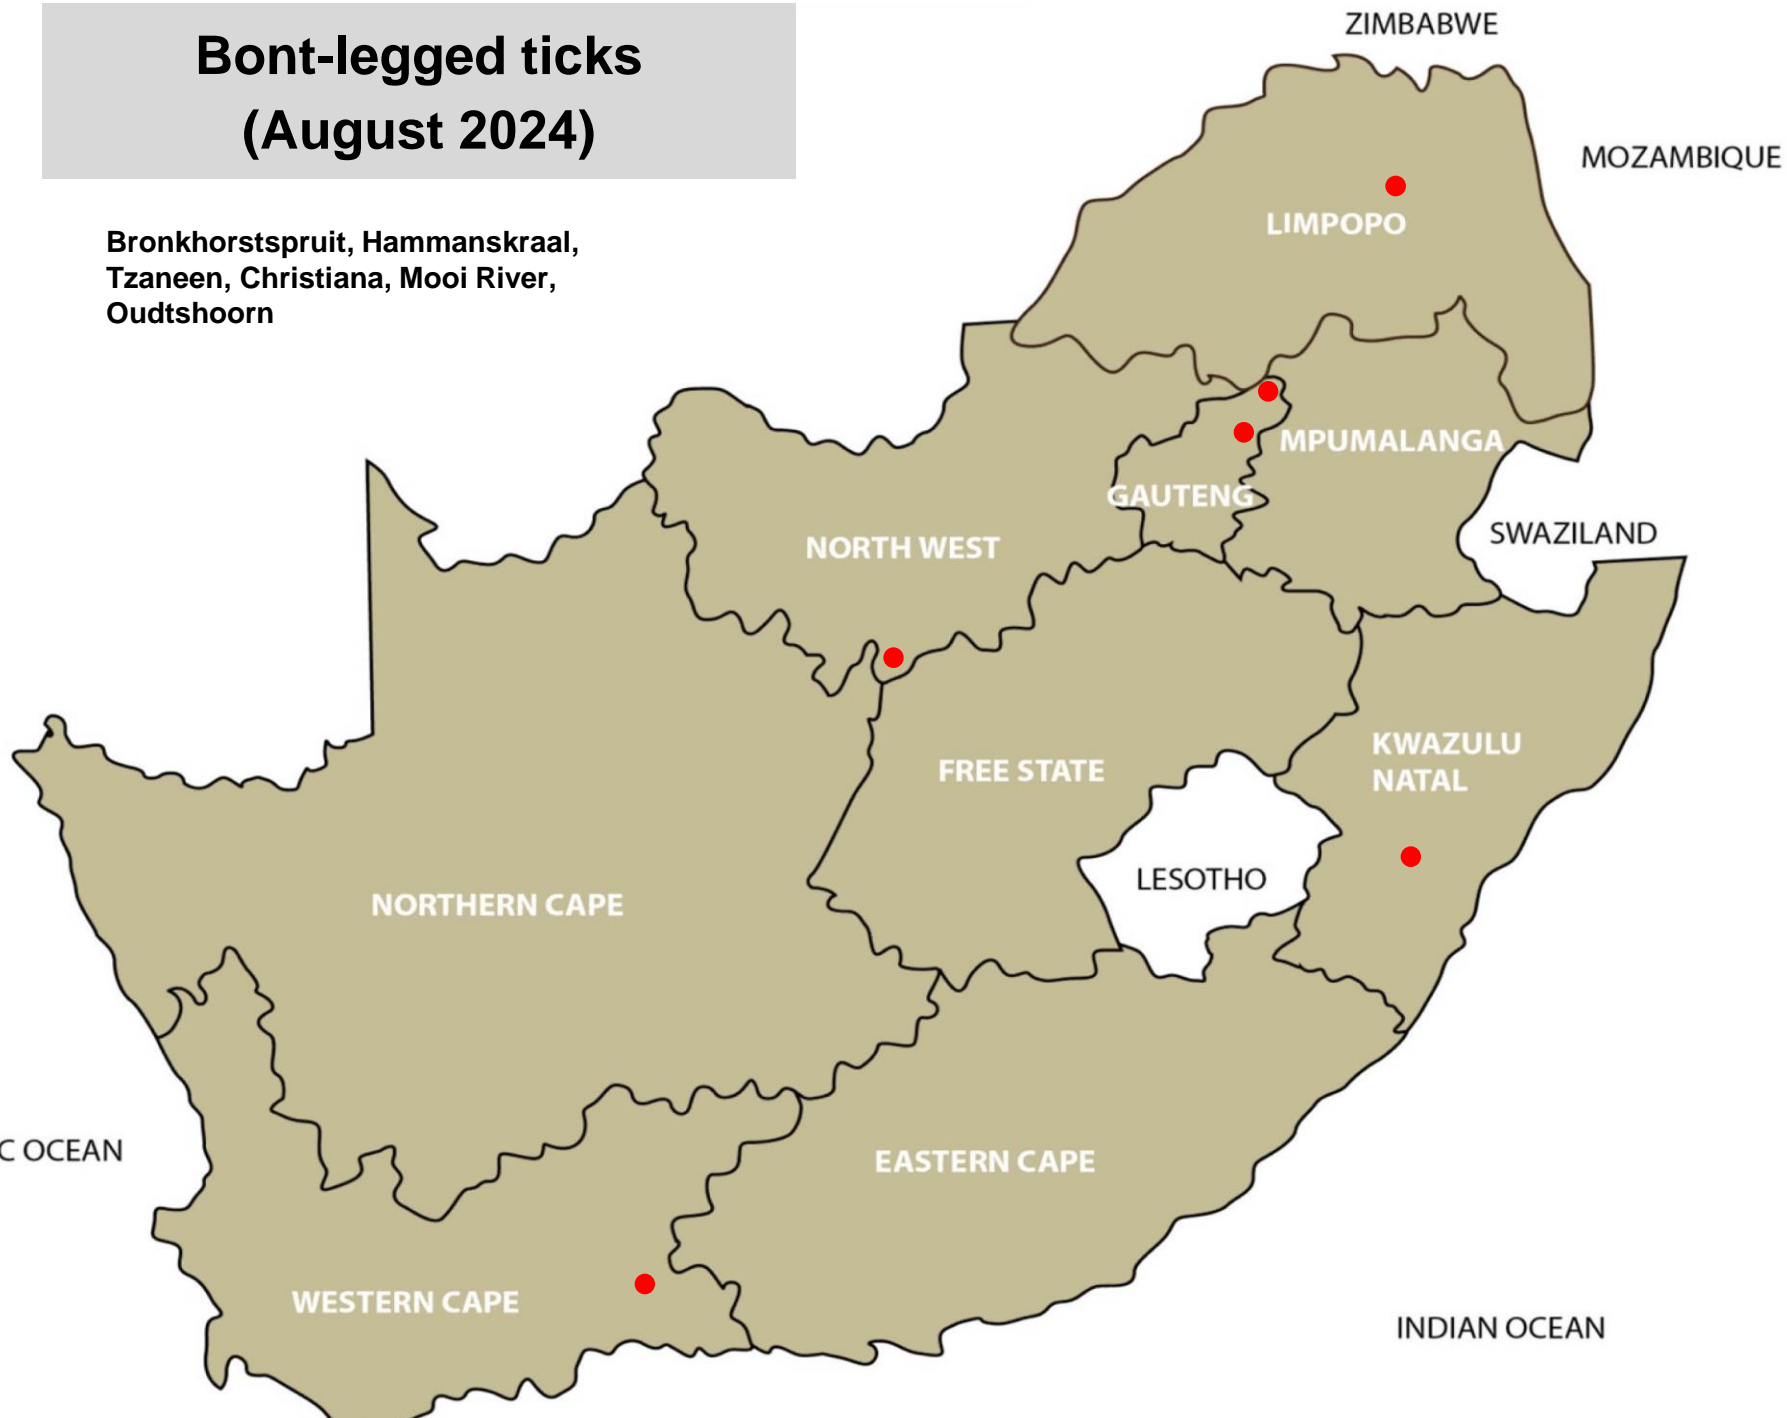 Bont-legged ticks
(August 2024)
Bronkhorstspruit, Hammanskraal,
Tzaneen, Christiana, Mooi River,
Oudtshoorn
ZIMBABWE
MOZAMBIQUE
LIMPOPO
MPUMALANGA
GAUTENG
SWAZILAND
NORTH WEST
KWAZULU
NATAL
FREE STATE
LESOTHO
NORTHERN CAPE
C OCEAN
EASTERN CAPE
WESTERN CAPE
INDIAN OCEAN